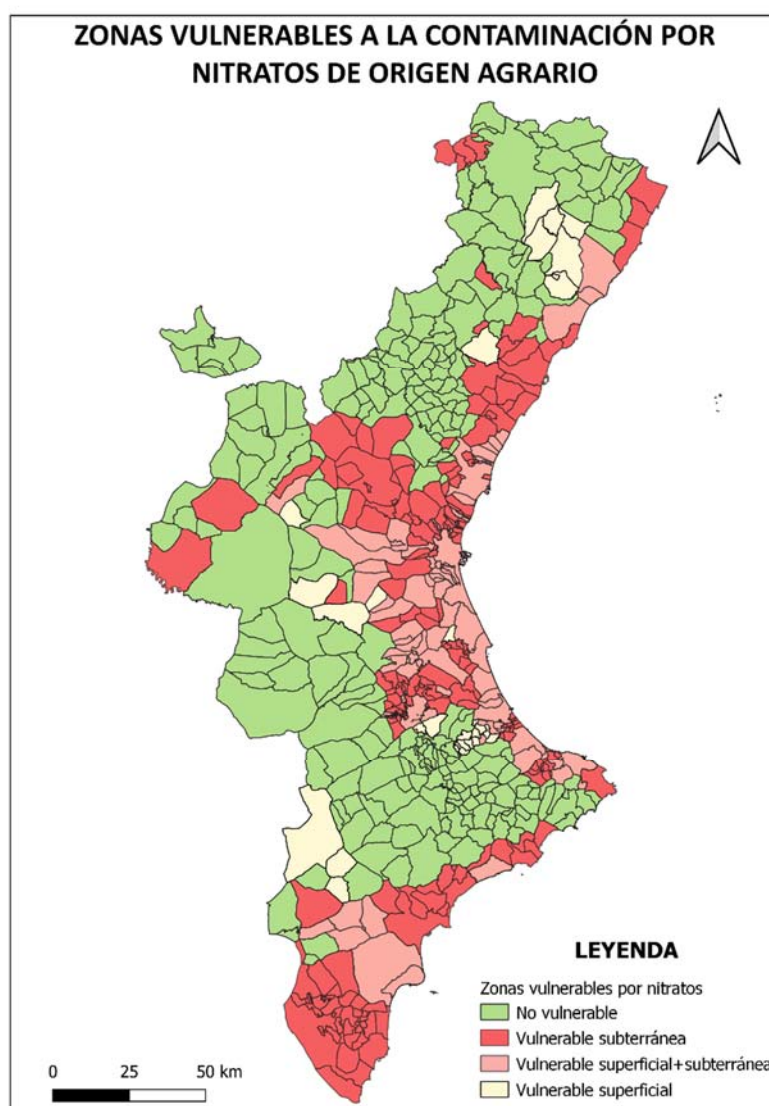 ZONAS VULNERABLES A LA CONTAMINACIÓN POR
NITRATOS DE ORIGEN AGRARIO
LEYENDA
Zonas vulnerables por nitratos
No vulnerable
Vulnerable subterránea
Vulnerable superficial+subterránea
Vulnerable superficial
0 25 50 km